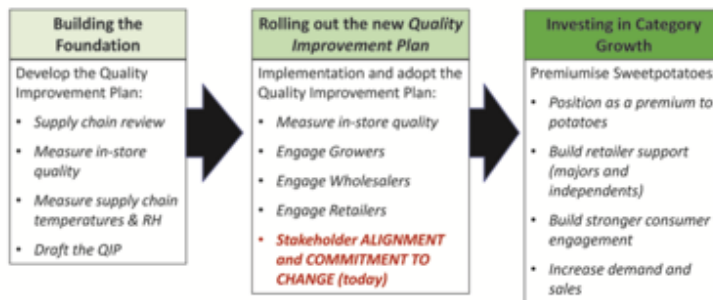 Building the
Foundation
Develop the Quality
Improvement Plan:
• Supply chain review
• Measure in-store
quality
• Measure supply chain
temperatures & RH
• Draft the QIP
Rolling out the new Quality
Improvement Plan
Implementation and adopt the
Quality Improvement Plan:
• Measure in-store quality
• Engage Growers
• Engage Wholesalers
• Engage Retailers
• Stakeholder ALIGNMENT
and COMMITMENT TO
CHANGE (today)
Investing in Category
Growth
Premiumise Sweetpotatoes
• Position as a premium to
potatoes
• Build retailer support
(majors and
independents)
• Build stronger consumer
engagement
• Increase demand and
sales